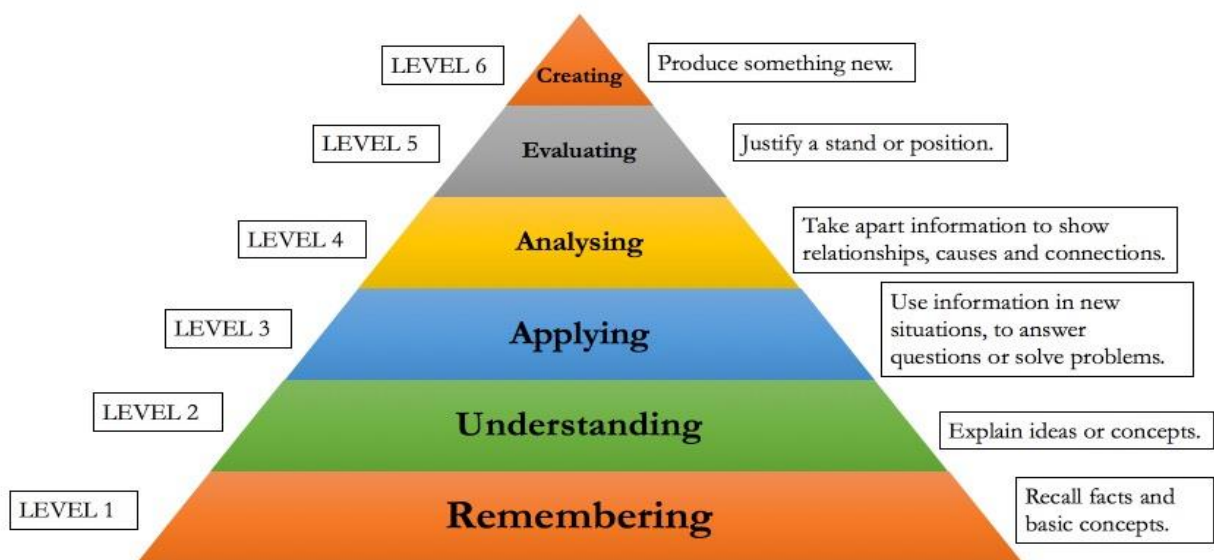 LEVEL 6
Creating
Produce something new.
LEVEL 5
Evaluating
Justify a stand or position.
LEVEL 4
Analysing
Take apart information to show
relationships, causes and connections.
LEVEL 3
Applying
Use information in new
situations, to answer
questions or solve problems.
LEVEL 2
Understanding
Explain ideas or concepts.
LEVEL 1
Remembering
Recall facts and
basic concepts.